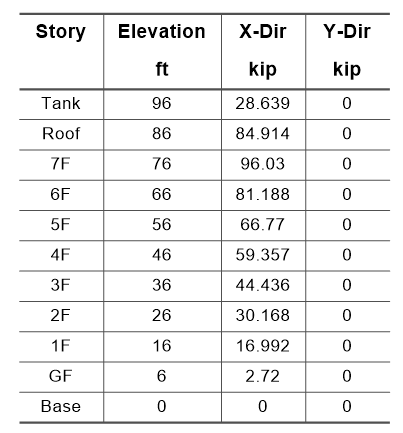 Story Elevation X-Dir Y-Dir
ft kip kip
Tank 96 28.639 0
Roof 86 84.914 0
7F 76 96.03 0
6F 66 81.188 0
5F 56 66.77 0
4F 46 59.357 0
3F 36 44.436 0
2F 26 30.168 0
1F 16 16.992 0
GF 6 2.72 0
Base 0 0 0